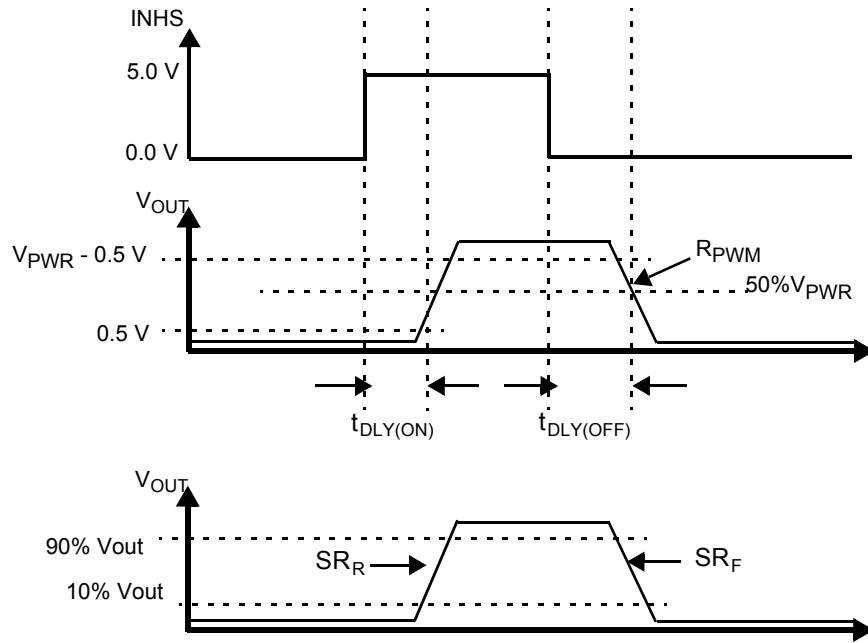 INHS
5.0 V
0.0 V
VOUT
VPWR - 0.5 V
RPWM
50%VPWR
0.5 V
tDLY(ON)
tDLY(OFF)
VOUT
90% Vout
SRR
SRF
10% Vout